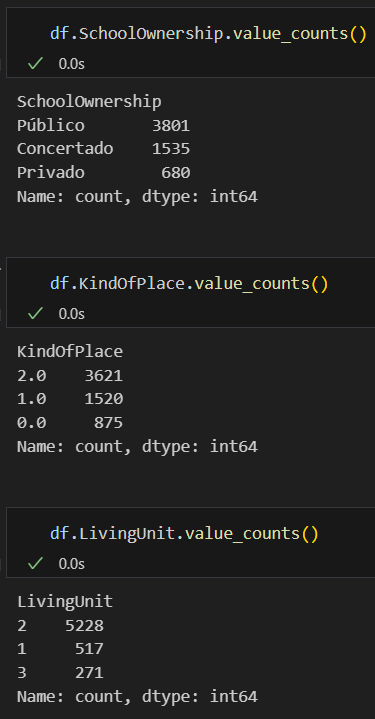 df.SchoolOwnership.value_counts()
0.0s
SchoolOwnership
Público 3801
Concertado 1535
Privado 680
Name: count, dtype: int64
df.KindOfPlace.value_counts()
0.0s
KindOfPlace
2.0 3621
1.0 1520
0.0 875
Name: count, dtype: int64
df.LivingUnit.value_counts()
0.0s
LivingUnit
2 5228
1 517
3 271
Name: count, dtype: int64